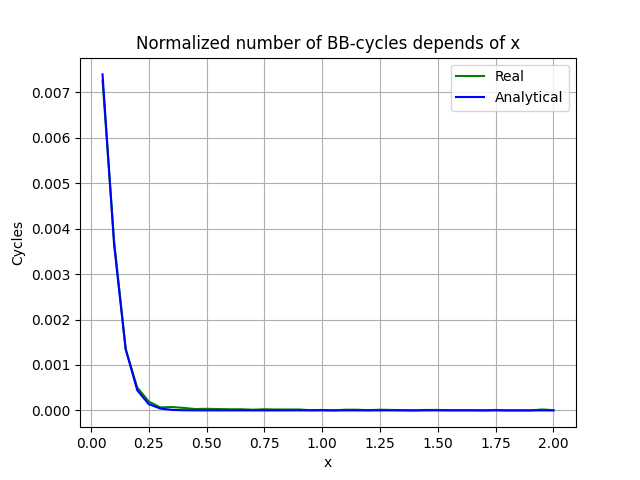 Normalized number of BB-cycles depends of x
Real
Analytical
0.007
0.006
0.005
0.004
0.003
0.002
0.001
0.000
Cycles
0.00 0.25 0.50 0.75 1.00 1.25 1.50 1.75 2.00
x